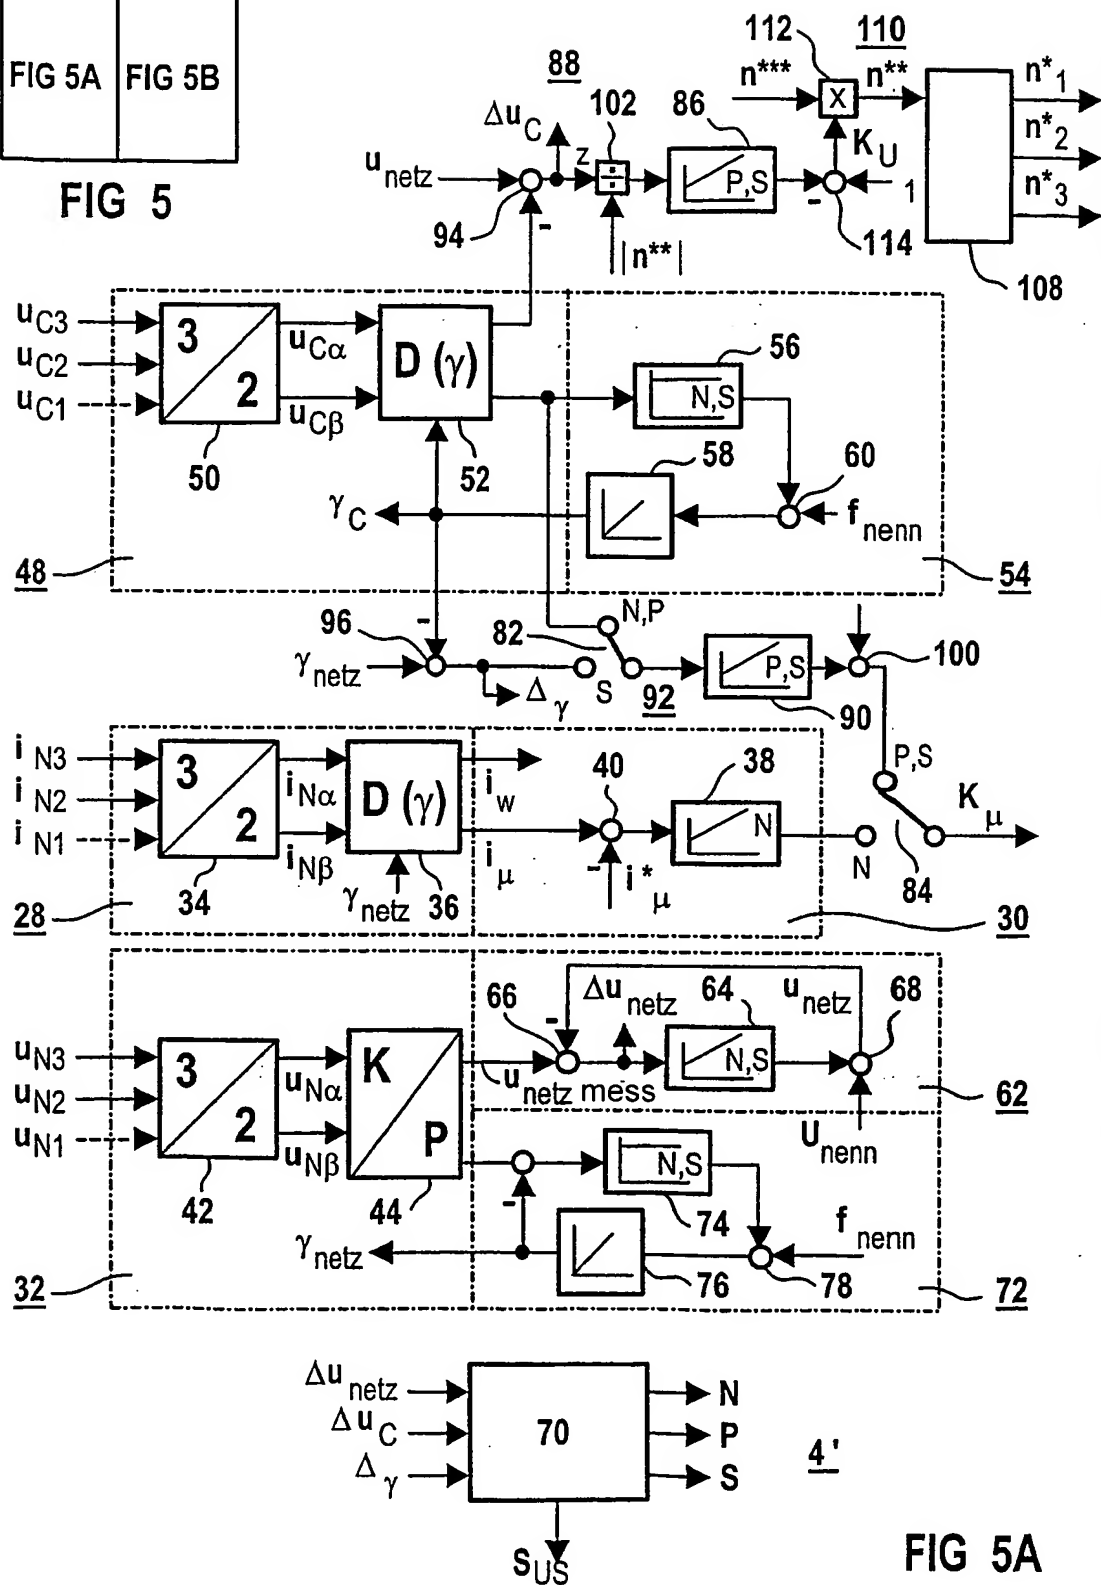 FIG 5A FIG 5B
FIG 5
112 110
n*** n** n*1
88
Δu_C 102 86 X n*2
u_netz z ÷ P,S K_U n*3
94 - - 1
|n**| 114 108
u_C3 3 u_Cα D (γ) 56
u_C2 N,S
u_C1 2 u_Cβ 58 60
50 52
γ_C f_nenn
48 54
- N,P
96 82 100
γ_netz P,S
Δ_γ S 92 90
i_N3 3 i_Nα D (γ) i_w 40 38 P,S K_μ
i_N2 N
i_N1 2 i_Nβ i_μ - i*_μ N 84
34 γ_netz 36
28 30
66 Δu_netz 64 u_netz 68
-
u_N3 3 u_Nα K N,S
u_N2 u_netz mess 62
u_N1 2 u_Nβ P U_nenn
N,S
42 44 - 74 f_nenn
γ_netz 76 78
32 72
Δu_netz N
Δu_C 70 P
Δ_γ S 4'
S_US
FIG 5A